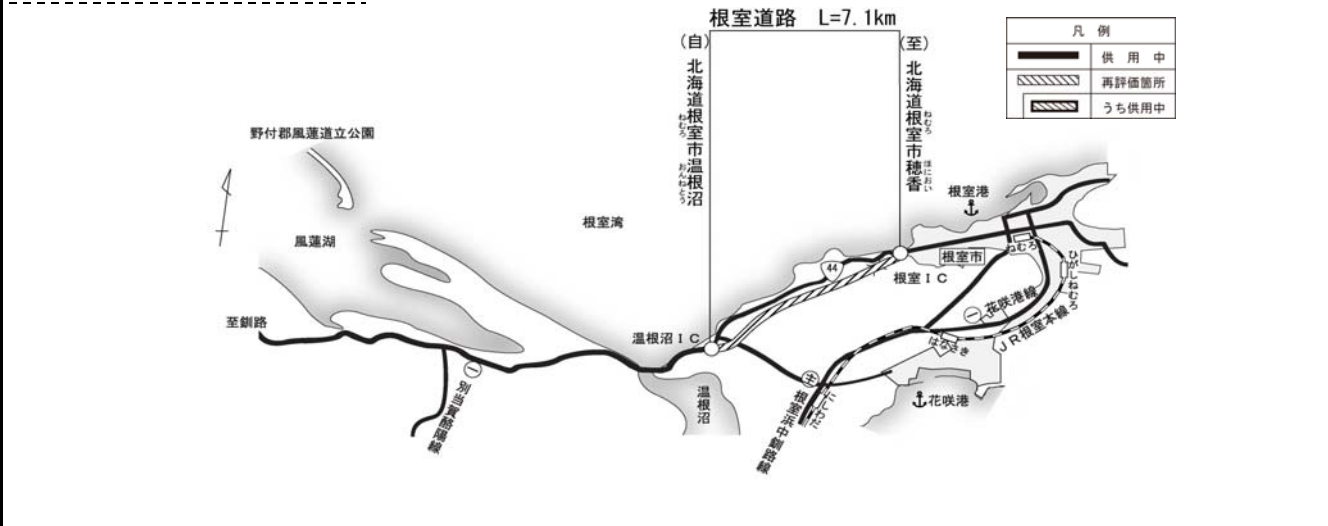 根室道路 L=7.1km
(自)
北海道根室市温根沼
ねむろ
おんねとう
(至)
北海道根室市穂香
ねむろ
ほにおい
凡 例
供 用 中
再評価箇所
うち供用中
野付郡風蓮道立公園
風蓮湖
根室湾
根室港
ねむろ
根室市
44
根室IC
ひがしねむろ
至釧路
温根沼IC
一
花咲港線
JR根室本線
はなさき
一
別当賀酪陽線
温根沼
主
根室浜中釧路線
にしわだ
花咲港